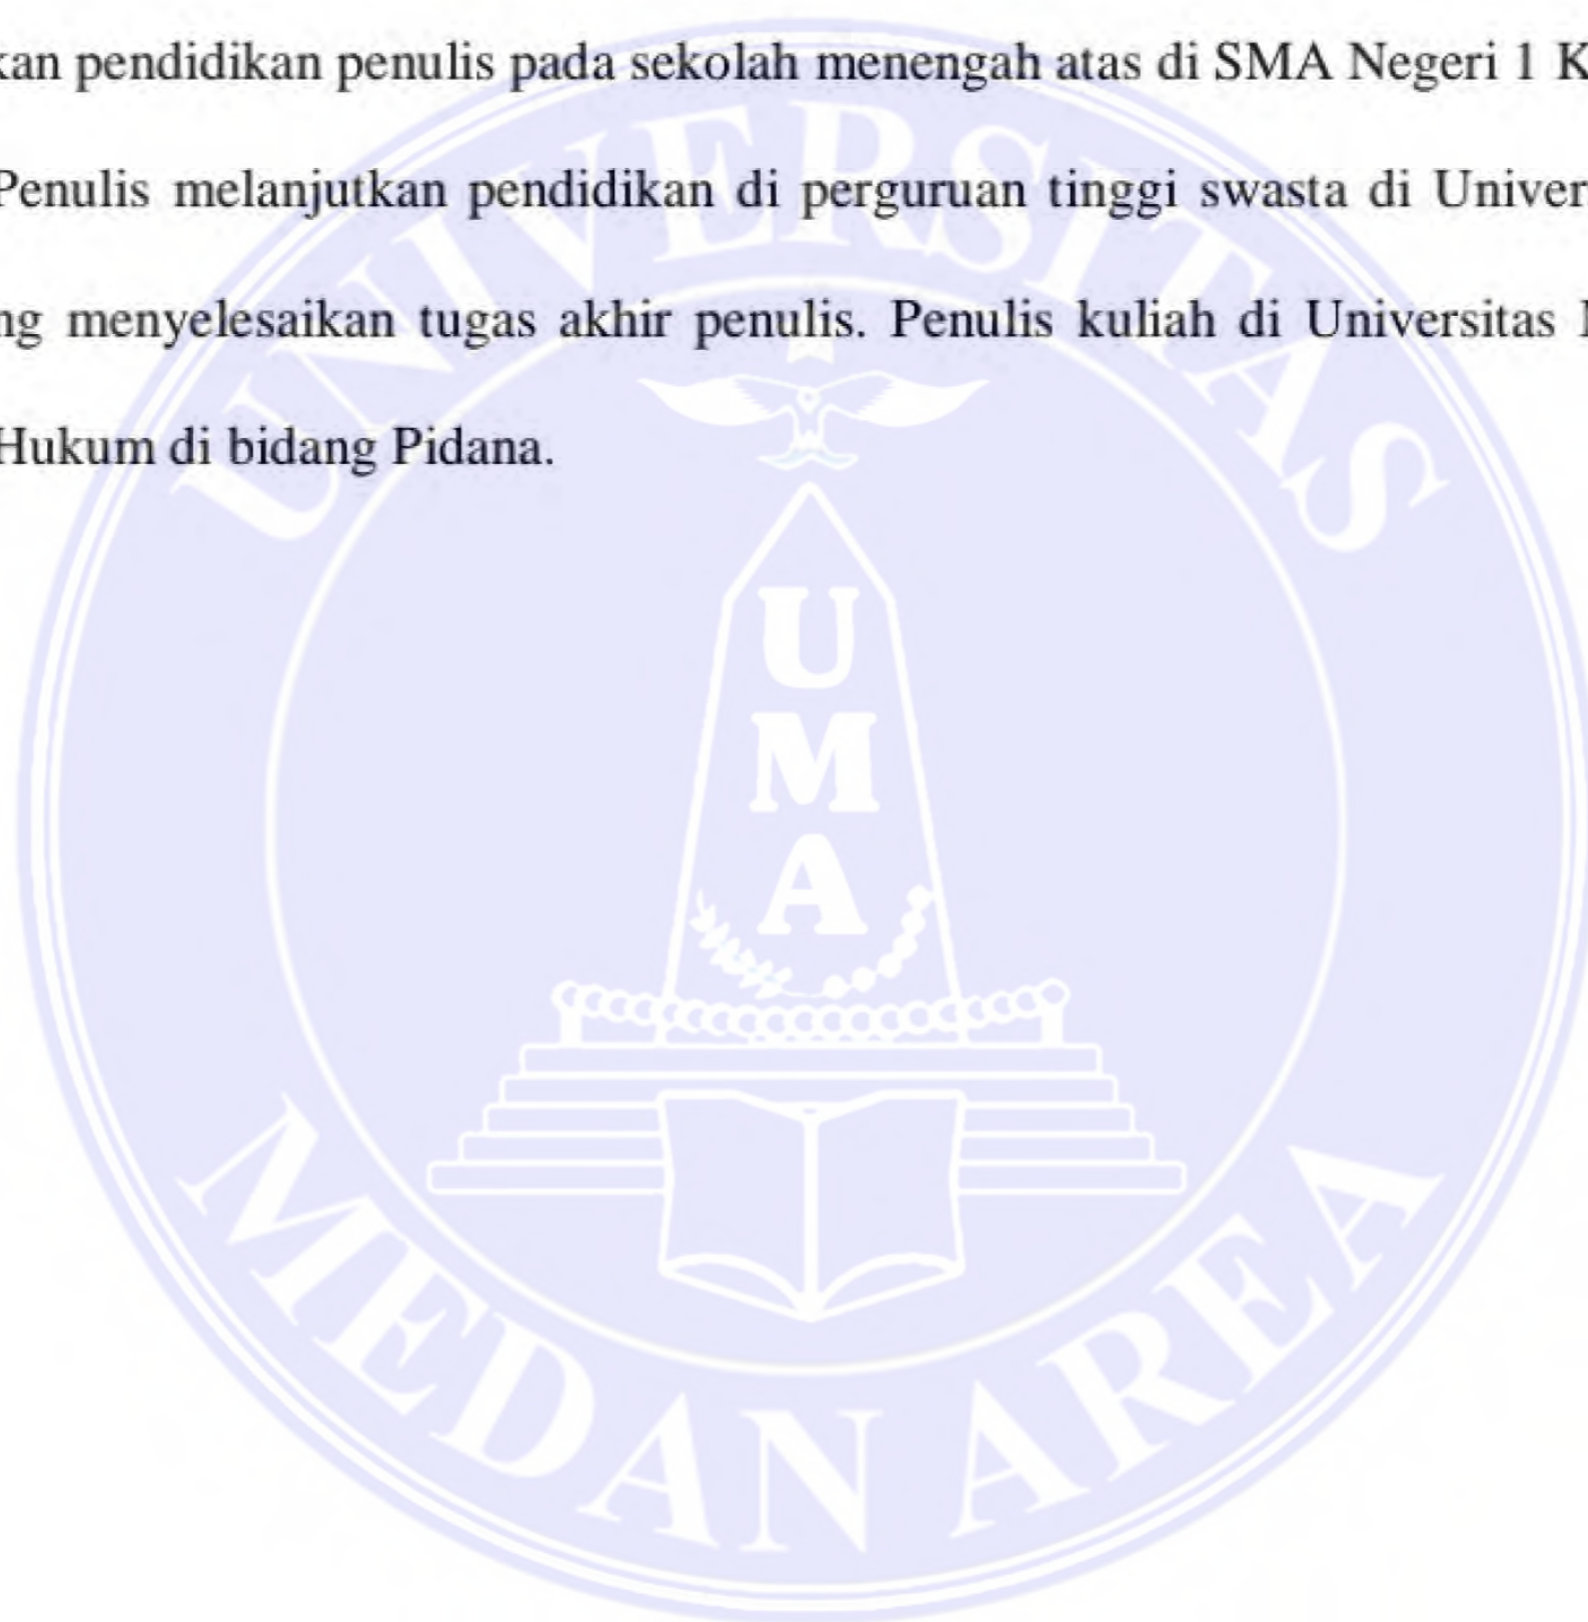 kan pendidikan penulis pada sekolah menengah atas di SMA Negeri 1 K
Penulis melanjutkan pendidikan di perguruan tinggi swasta di Univer
ng menyelesaikan tugas akhir penulis. Penulis kuliah di Universitas
Hukum di bidang Pidana.
UNIVERSITAS
U
M
A
MEDAN AREA